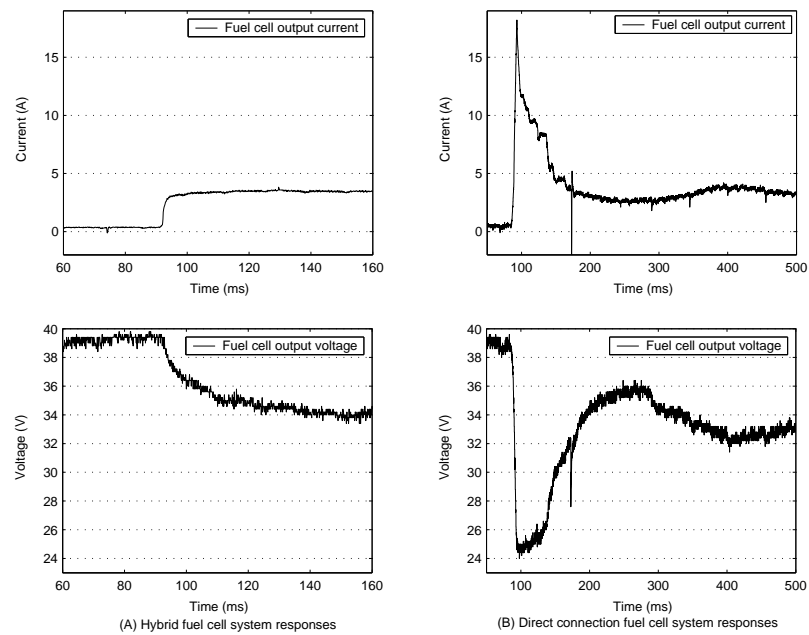 Fuel cell output current
15
10
5
0
Current (A)
60 80 100 120 140 160
Time (ms)
Fuel cell output current
15
10
5
0
Current (A)
100 200 300 400 500
Time (ms)
Fuel cell output voltage
40
38
36
34
32
30
28
26
24
Voltage (V)
60 80 100 120 140 160
Time (ms)
(A) Hybrid fuel cell system responses
Fuel cell output voltage
40
38
36
34
32
30
28
26
24
Voltage (V)
100 200 300 400 500
Time (ms)
(B) Direct connection fuel cell system responses